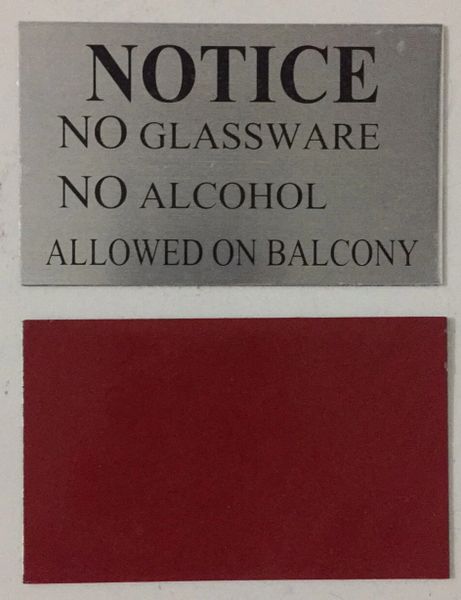 NOTICE
NO GLASSWARE
NO ALCOHOL
ALLOWED ON BALCONY